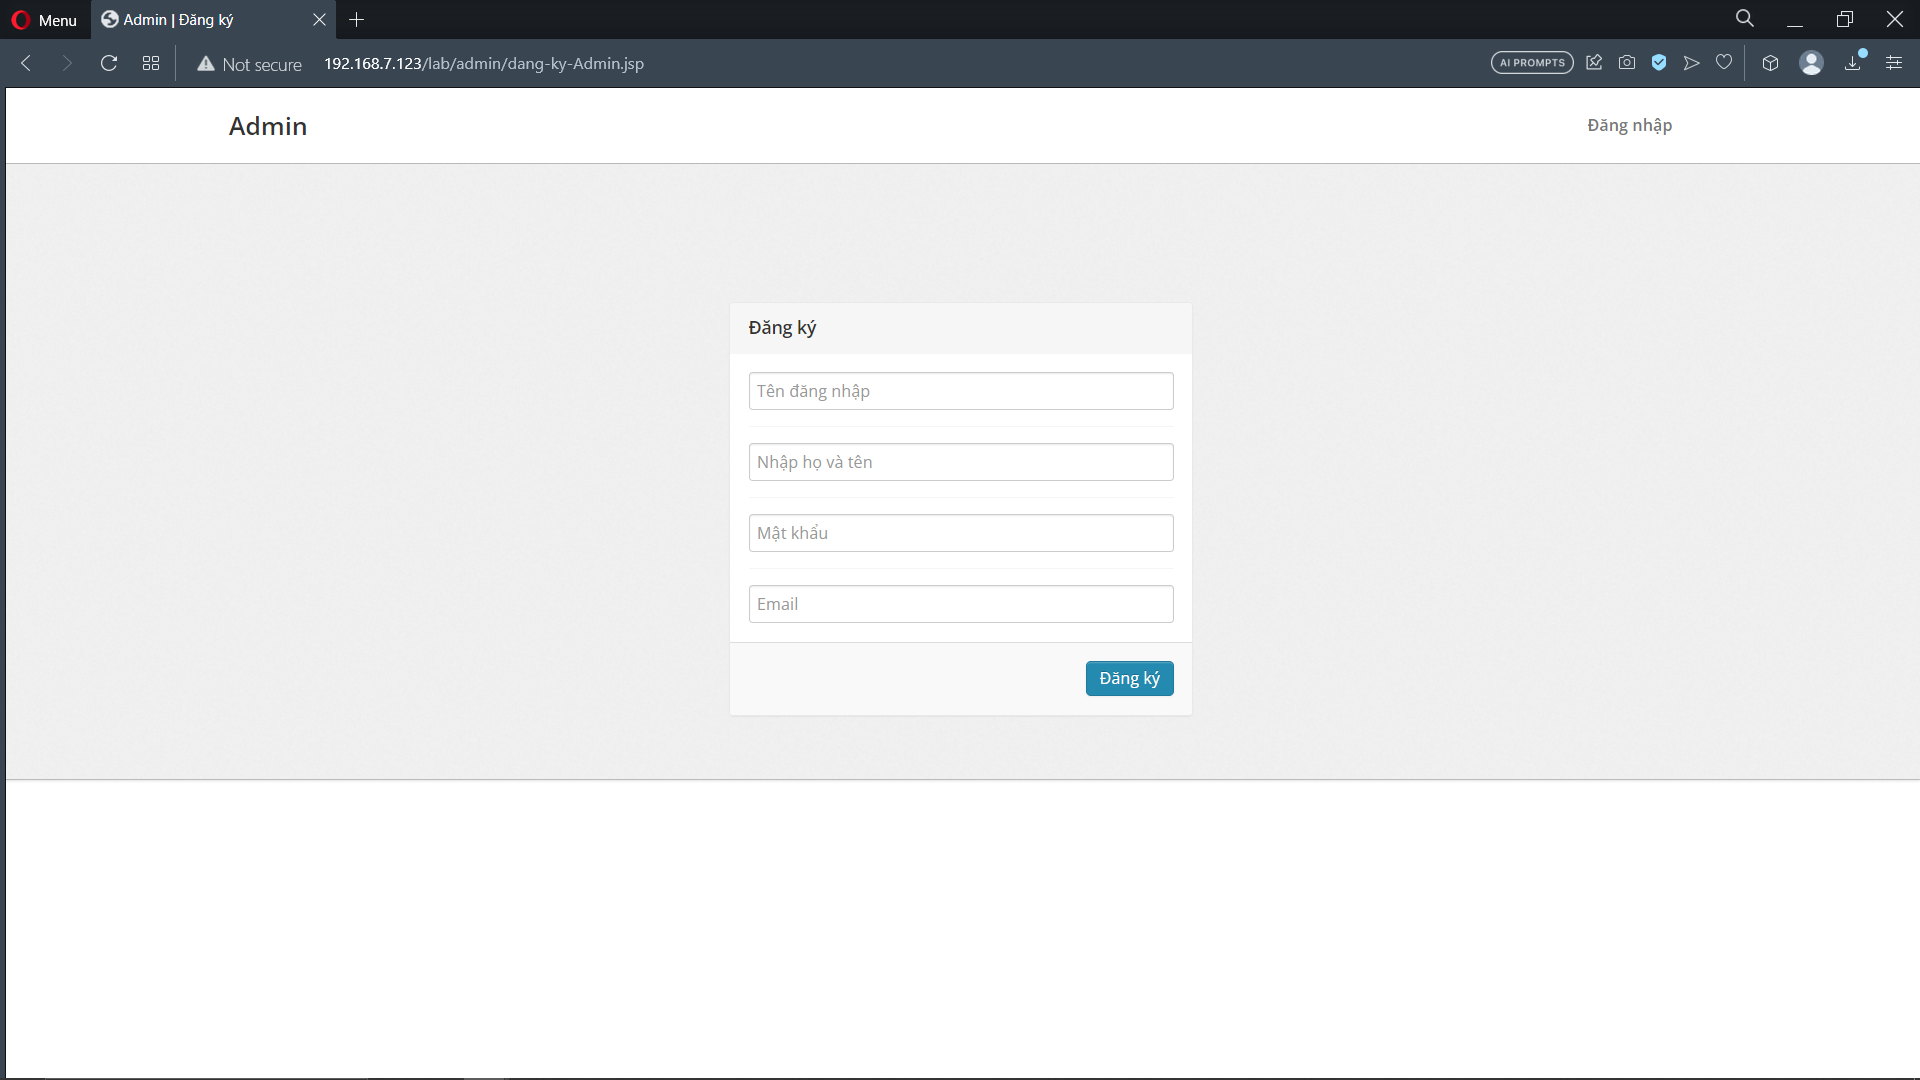 Menu
Admin | Đăng ký
Not secure
192.168.7.123/lab/admin/dang-ky-Admin.jsp
AI PROMPTS
Admin
Đăng nhập
Đăng ký
Tên đăng nhập
Nhập họ và tên
Mật khẩu
Email
Đăng ký